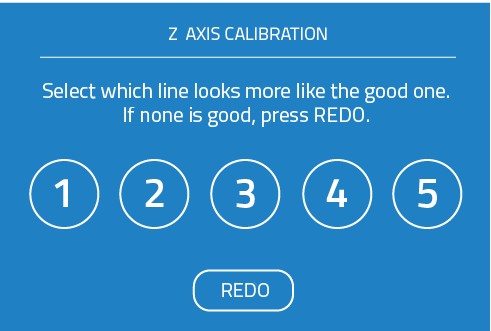 Z AXIS CALIBRATION
Select which line looks more like the good one.
If none is good, press REDO.
1 2 3 4 5
REDO